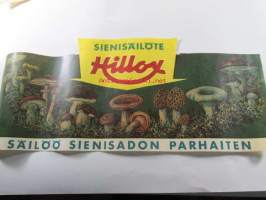 SIENISÄILÖTE
Hillox
SÄILÖÖ SIENISADON PARHAITEN